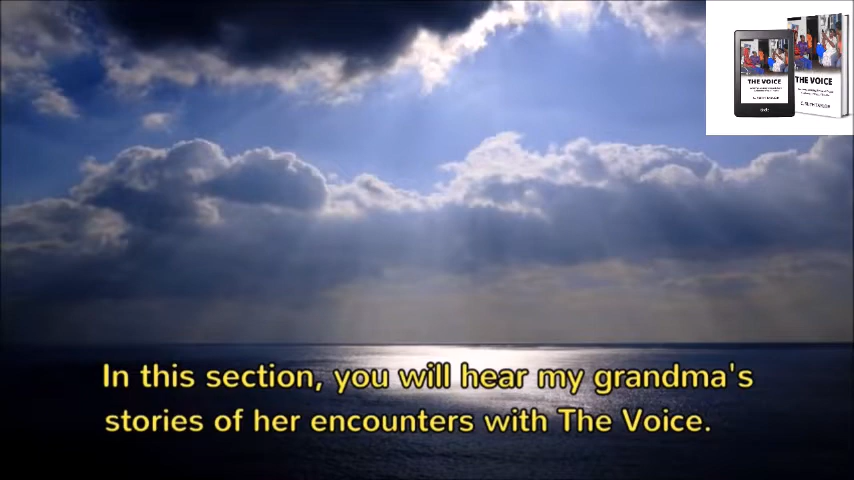 THE VOICE
THE VOICE
In this section, you will hear my grandma's
stories of her encounters with The Voice.